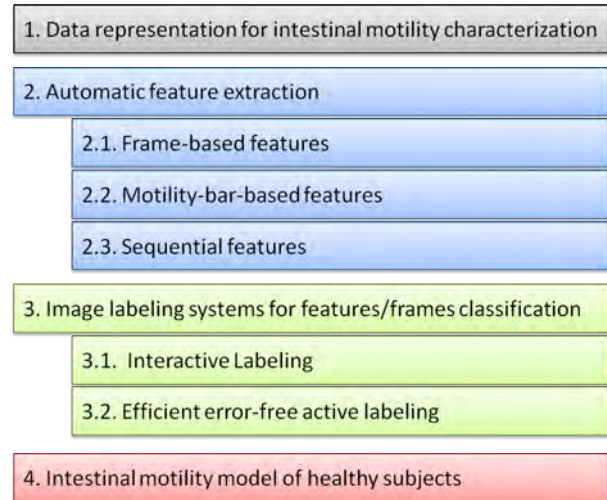 1. Data representation for intestinal motility characterization
2. Automatic feature extraction
2.1. Frame-based features
2.2. Motility-bar-based features
2.3. Sequential features
3. Image labeling systems for features/frames classification
3.1. Interactive Labeling
3.2. Efficient error-free active labeling
4. Intestinal motility model of healthy subjects